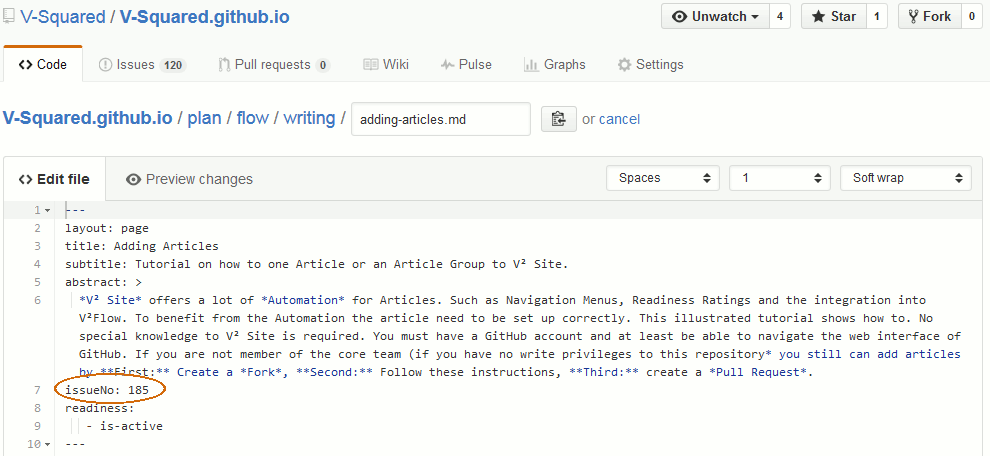 V-Squared / V-Squared.github.io Unwatch 4 Star 1 Fork 0
Code Issues 120 Pull requests 0 Wiki Pulse Graphs Settings
V-Squared.github.io / plan / flow / writing / adding-articles.md or cancel
Edit file Preview changes Spaces 1 Soft wrap
1 ---
2 layout: page
3 title: Adding Articles
4 subtitle: Tutorial on how to one Article or an Article Group to V² Site.
5 abstract: >
6 *V² Site* offers a lot of *Automation* for Articles. Such as Navigation Menus, Readiness Ratings and the integration into
V²Flow. To benefit from the Automation the article need to be set up correctly. This illustrated tutorial shows how to. No
special knowledge to V² Site is required. You must have a GitHub account and at least be able to navigate the web interface of
GitHub. If you are not member of the core team (if you have no write privileges to this repository* you still can add articles
by **First:** Create a *Fork*, **Second:** Follow these instructions, **Third:** create a *Pull Request*.
7 issueNo: 185
8 readiness:
9 - is-active
10 ---